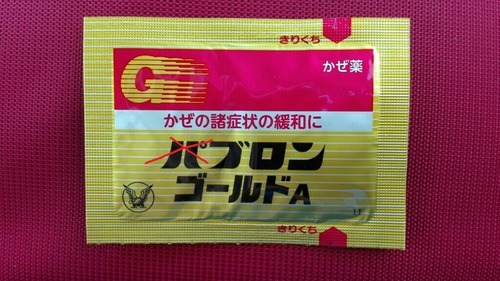 きりくち
G
かぜ薬
かぜの諸症状の緩和に
パブロン
ゴールドA
11
きりくち